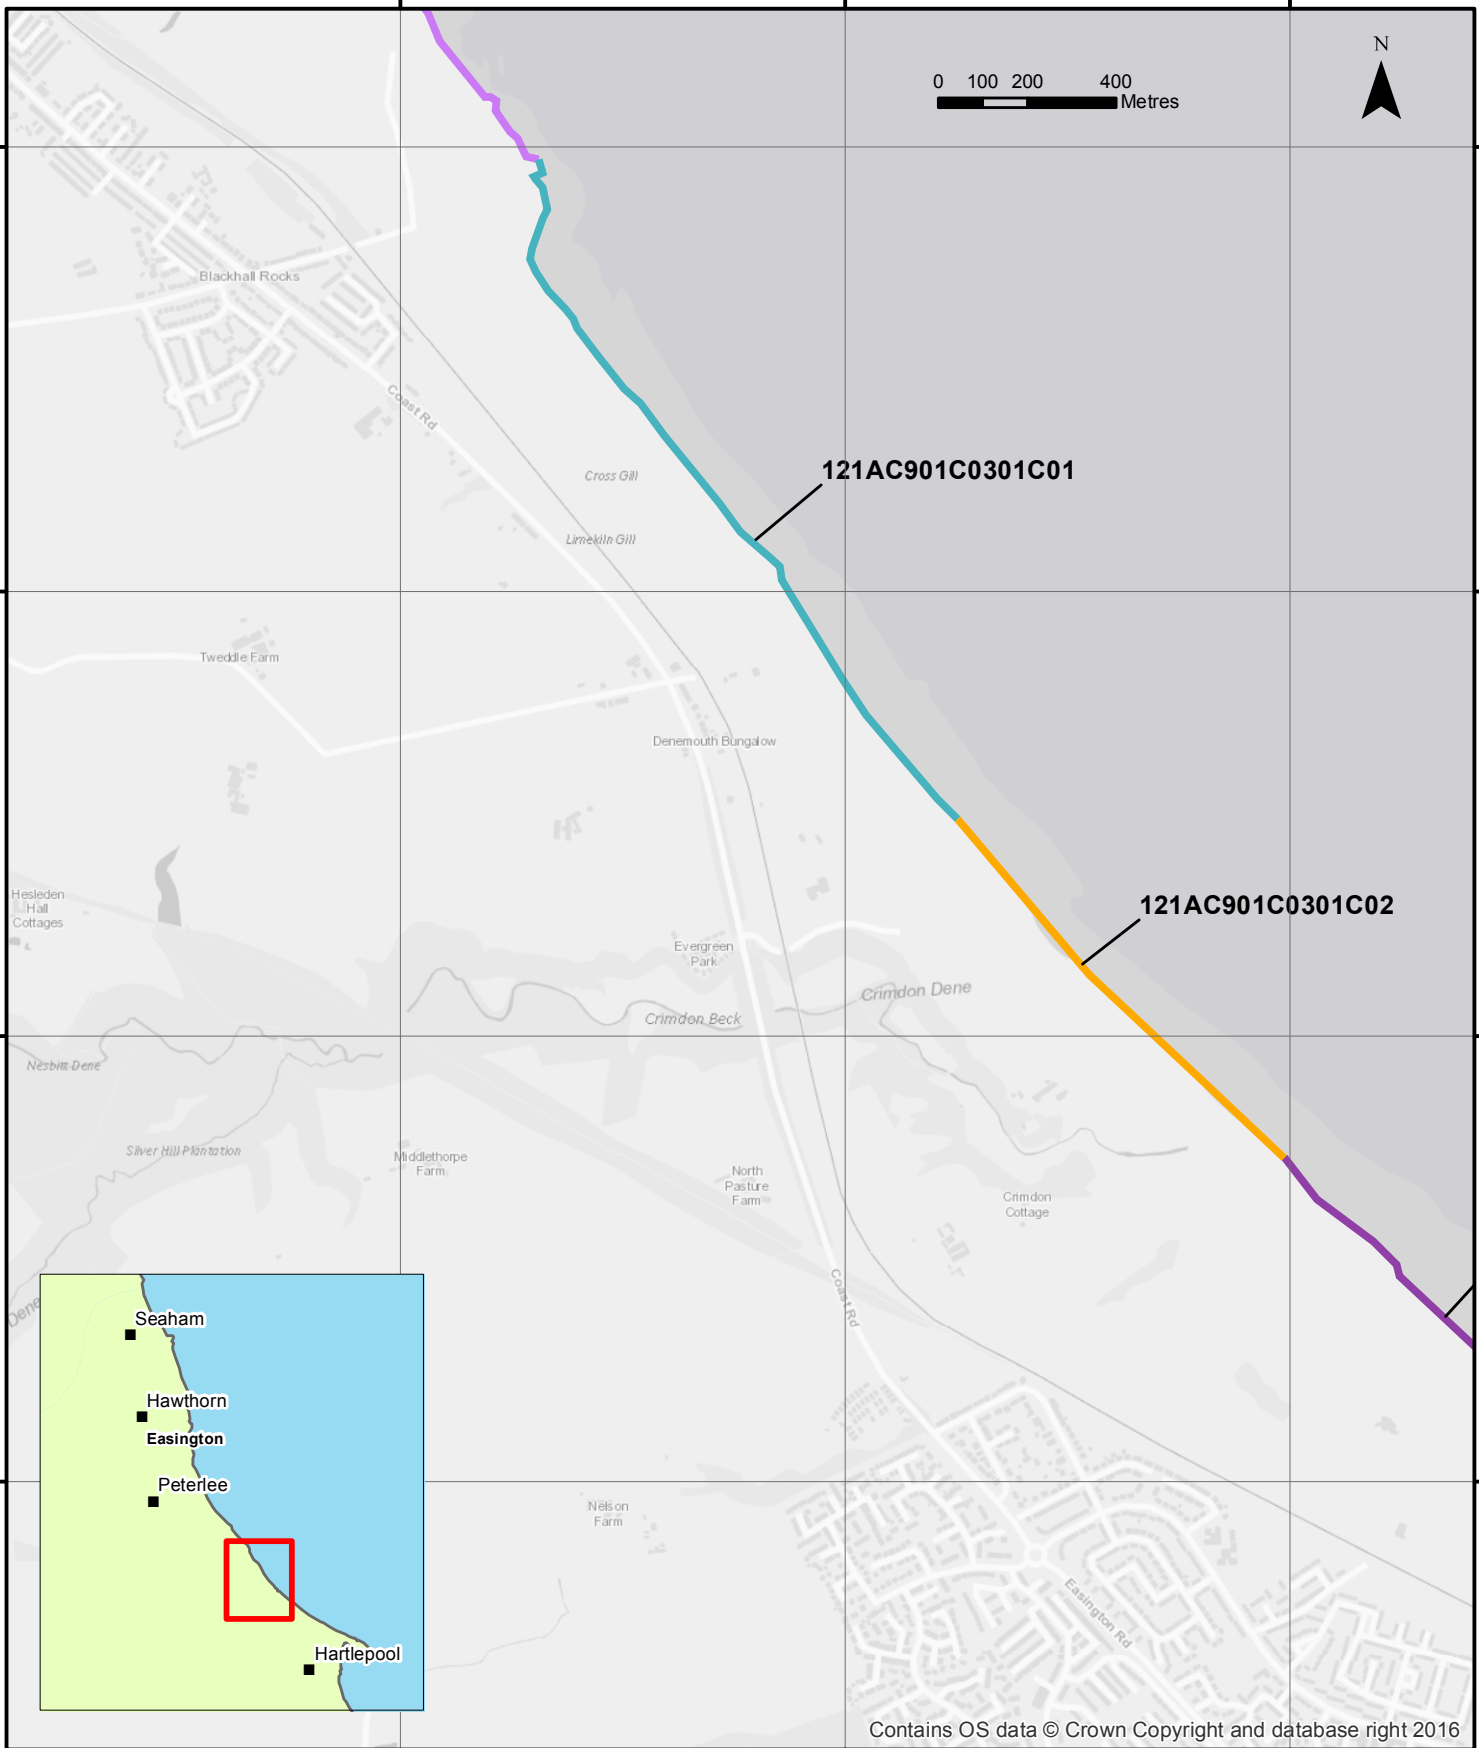 N
0 100 200 400
Metres
Blackhall Rocks
Coast Rd
Cross Gill
121AC901C0301C01
Limekiln Gill
Tweddle Farm
Denemouth Bungalow
Hesleden
Hall
Cottages
121AC901C0301C02
Evergreen
Park
Crimdon Dene
Crimdon Beck
Nesbitt Dene
Silver Hill Plantation
Middlethorpe
Farm
North
Pasture
Farm
Crimdon
Cottage
Dene
Coast Rd
Seaham
Hawthorn
Easington
Peterlee
Hartlepool
Nelson
Farm
Easington Rd
Contains OS data © Crown Copyright and database right 2016